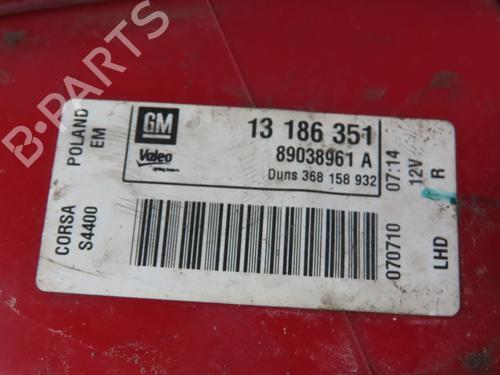 GM
Valeo
13 186 351
89038961 A
Duns 368 158 932
POLAND
EM
CORSA
S4400
07:14
12V
R
070710
LHD
B-PARTS